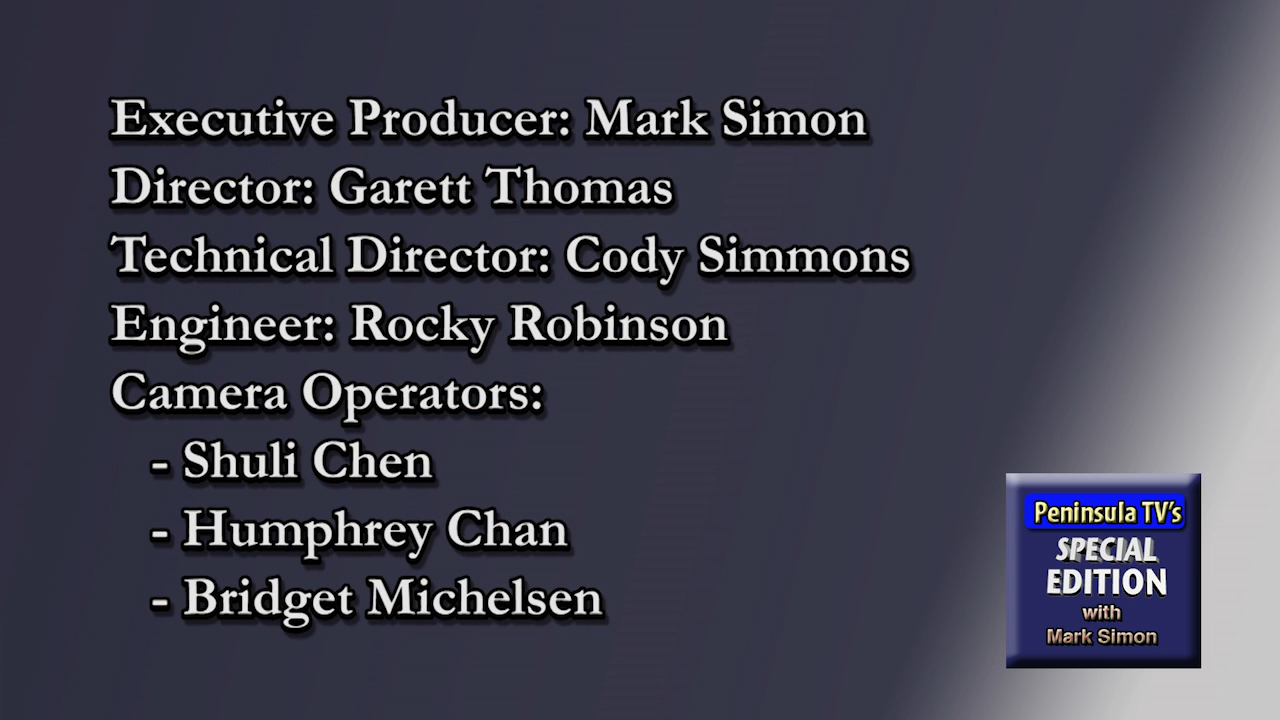 Executive Producer: Mark Simon
Director: Garett Thomas
Technical Director: Cody Simmons
Engineer: Rocky Robinson
Camera Operators:
- Shuli Chen
- Humphrey Chan
- Bridget Michelsen
Peninsula TV's
SPECIAL
EDITION
with
Mark Simon